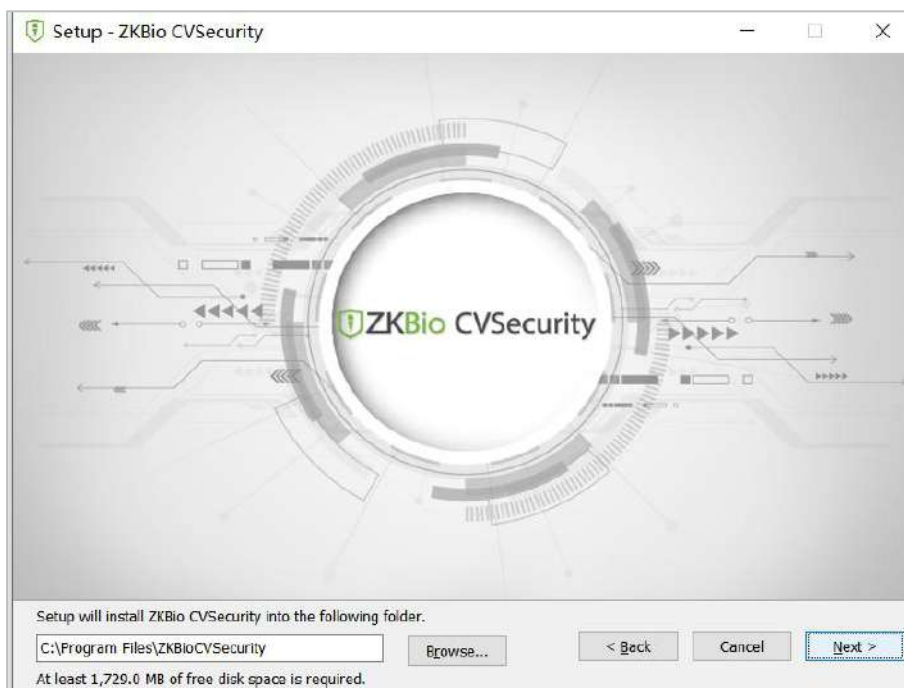 Setup - ZKBio CVSecurity
ZKBio CVSecurity
Setup will install ZKBio CVSecurity into the following folder.
C:\Program Files\ZKBioCVSecurity
Browse...
< Back
Cancel
Next >
At least 1,729.0 MB of free disk space is required.